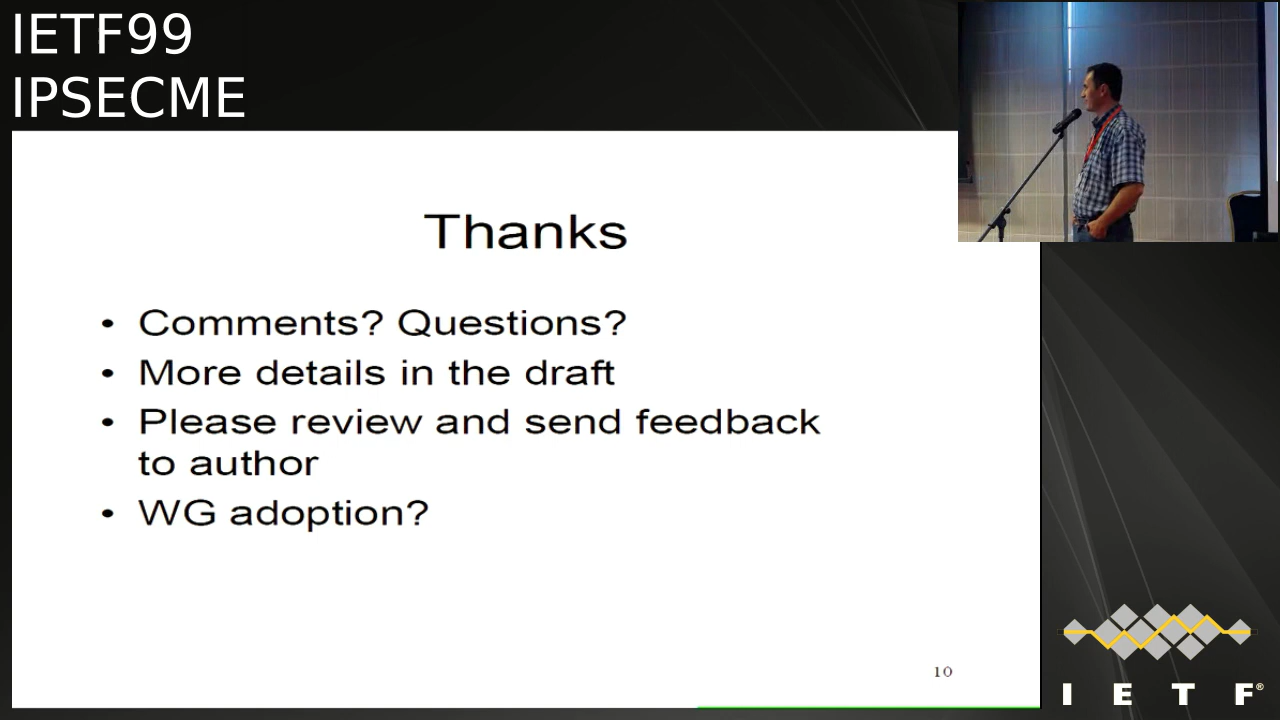 IETF99
IPSECME
Thanks
• Comments? Questions?
• More details in the draft
• Please review and send feedback
to author
• WG adoption?
10
I E T F®